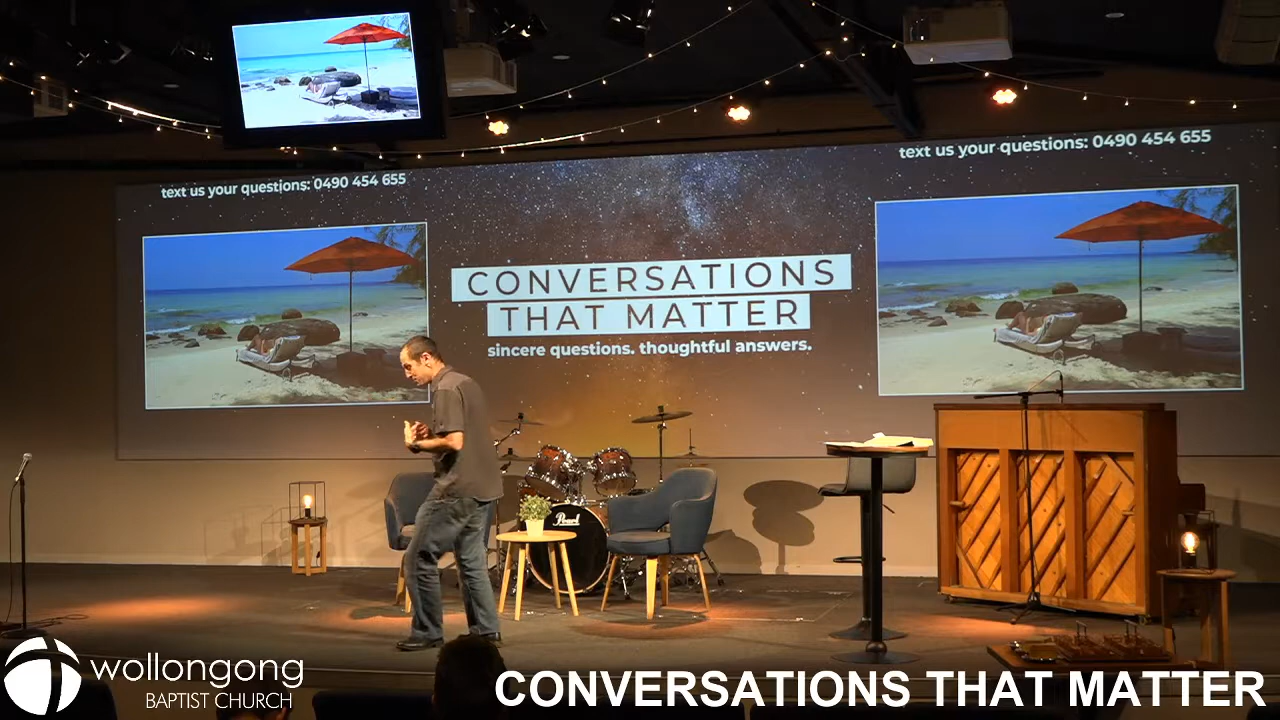 text us your questions: 0490 454 655
text us your questions: 0490 454 655
CONVERSATIONS
THAT MATTER
sincere questions. thoughtful answers.
Pearl
wollongong
BAPTIST CHURCH
CONVERSATIONS THAT MATTER